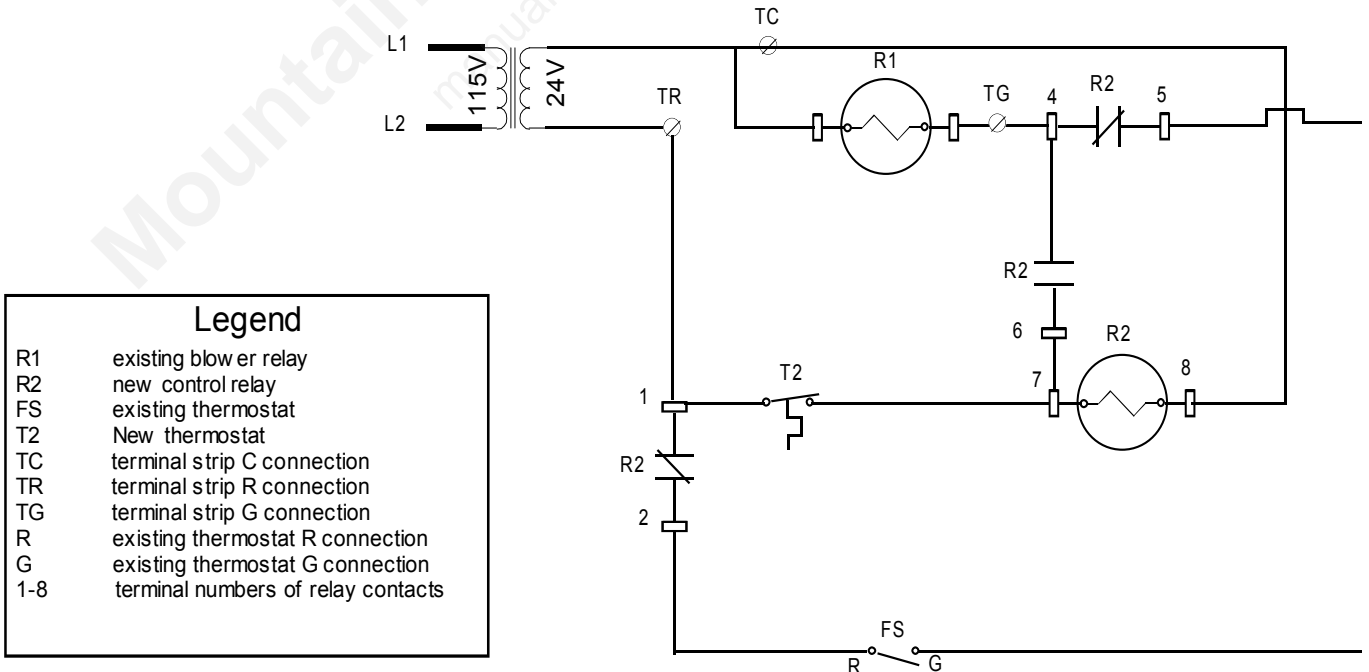 Mountain
manua
L1
L2
115V
24V
TC
TR
R1
TG
4
R2
5
R2
6
7
R2
8
1
T2
R2
2
FS
R
G
Legend
R1 existing blower relay
R2 new control relay
FS existing thermostat
T2 New thermostat
TC terminal strip C connection
TR terminal strip R connection
TG terminal strip G connection
R existing thermostat R connection
G existing thermostat G connection
1-8 terminal numbers of relay contacts